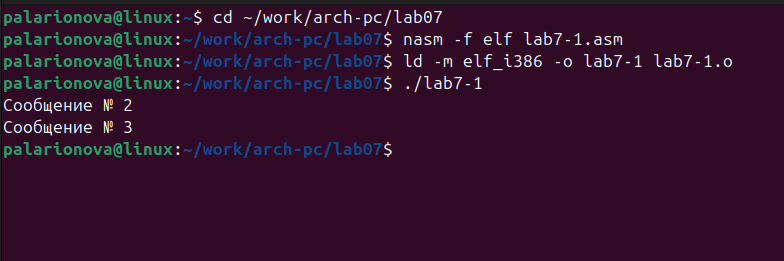 palarionova@linux:~$ cd ~/work/arch-pc/lab07
palarionova@linux:~/work/arch-pc/lab07$ nasm -f elf lab7-1.asm
palarionova@linux:~/work/arch-pc/lab07$ ld -m elf_i386 -o lab7-1 lab7-1.o
palarionova@linux:~/work/arch-pc/lab07$ ./lab7-1
Сообщение № 2
Сообщение № 3
palarionova@linux:~/work/arch-pc/lab07$